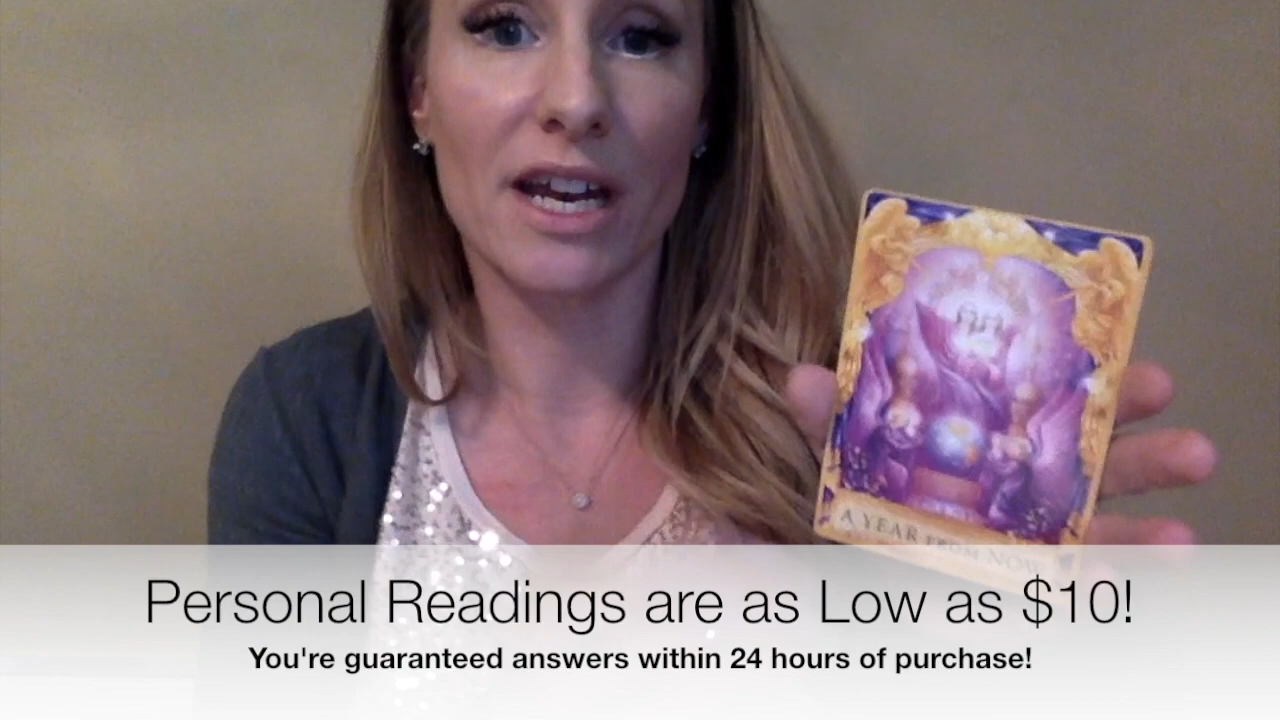 A YEAR FROM NOW
Personal Readings are as Low as $10!
You're guaranteed answers within 24 hours of purchase!